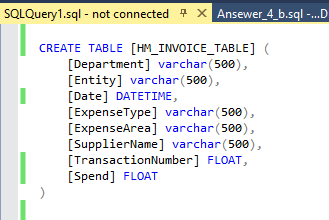 SQLQuery1.sql - not connected Ansewer_4_b.sql -...D
CREATE TABLE [HM_INVOICE_TABLE] (
[Department] varchar(500),
[Entity] varchar(500),
[Date] DATETIME,
[ExpenseType] varchar(500),
[ExpenseArea] varchar(500),
[SupplierName] varchar(500),
[TransactionNumber] FLOAT,
[Spend] FLOAT
)